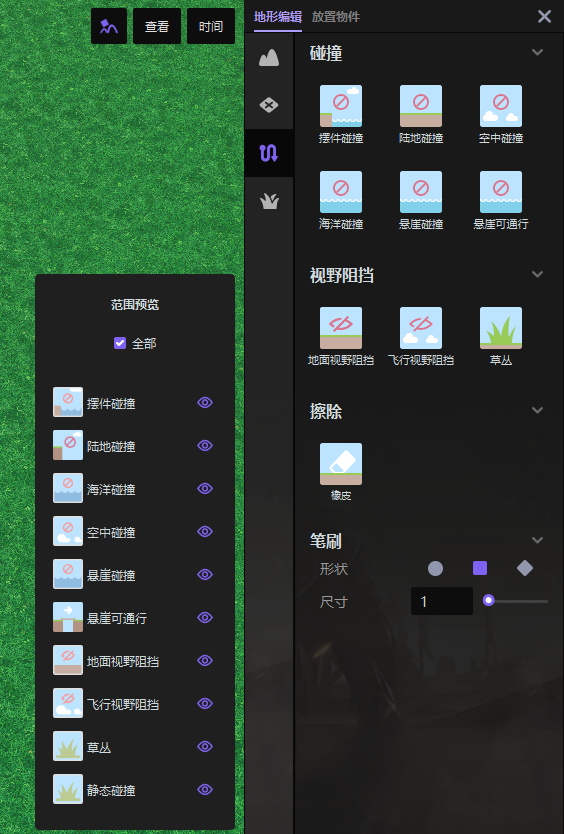 查看
时间
地形编辑
放置物件
碰撞
摆件碰撞
陆地碰撞
空中碰撞
海洋碰撞
悬崖碰撞
悬崖可通行
视野阻挡
地面视野阻挡
飞行视野阻挡
草丛
擦除
橡皮
笔刷
形状
尺寸
1
范围预览
全部
摆件碰撞
陆地碰撞
海洋碰撞
空中碰撞
悬崖碰撞
悬崖可通行
地面视野阻挡
飞行视野阻挡
草丛
静态碰撞